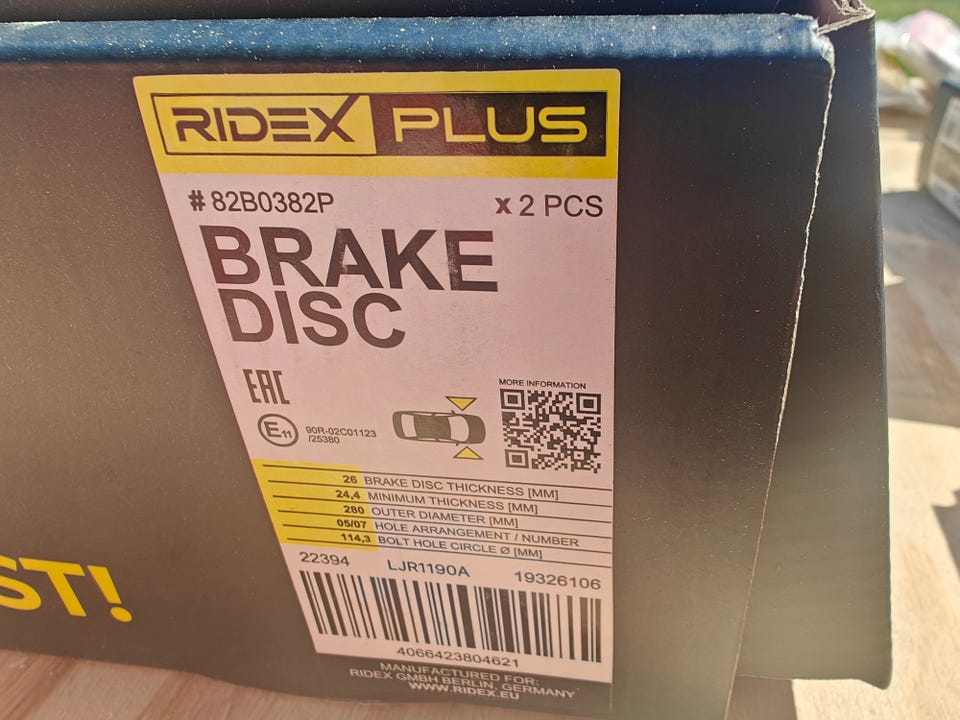 RIDEX PLUS
# 82B0382P x 2 PCS
BRAKE
DISC
EAC
MORE INFORMATION
E11 90R-02C01123
/25380
26 BRAKE DISC THICKNESS [MM]
24,4 MINIMUM THICKNESS [MM]
280 OUTER DIAMETER [MM]
05/07 HOLE ARRANGEMENT / NUMBER
114,3 BOLT HOLE CIRCLE Ø [MM]
ST!
22394 LJR1190A 19326106
4066423804621
MANUFACTURED FOR:
RIDEX GMBH BERLIN, GERMANY
WWW.RIDEX.EU